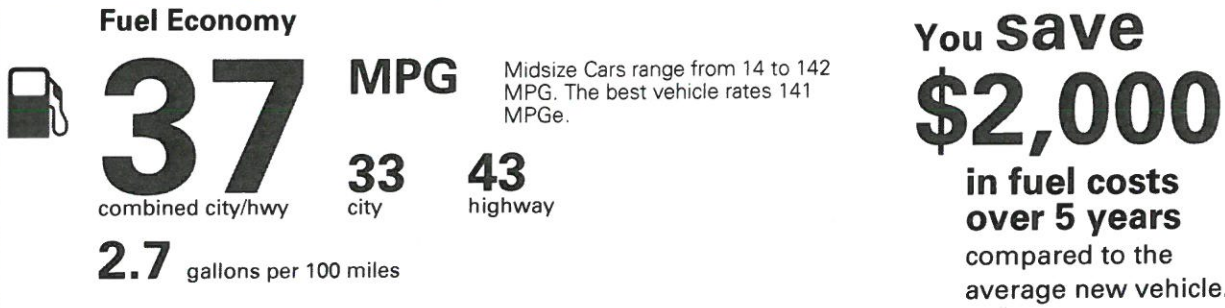 Fuel Economy
37
MPG
Midsize Cars range from 14 to 142
MPG. The best vehicle rates 141
MPGe.
33
city
43
highway
combined city/hwy
2.7 gallons per 100 miles
You save
$2,000
in fuel costs
over 5 years
compared to the
average new vehicle.